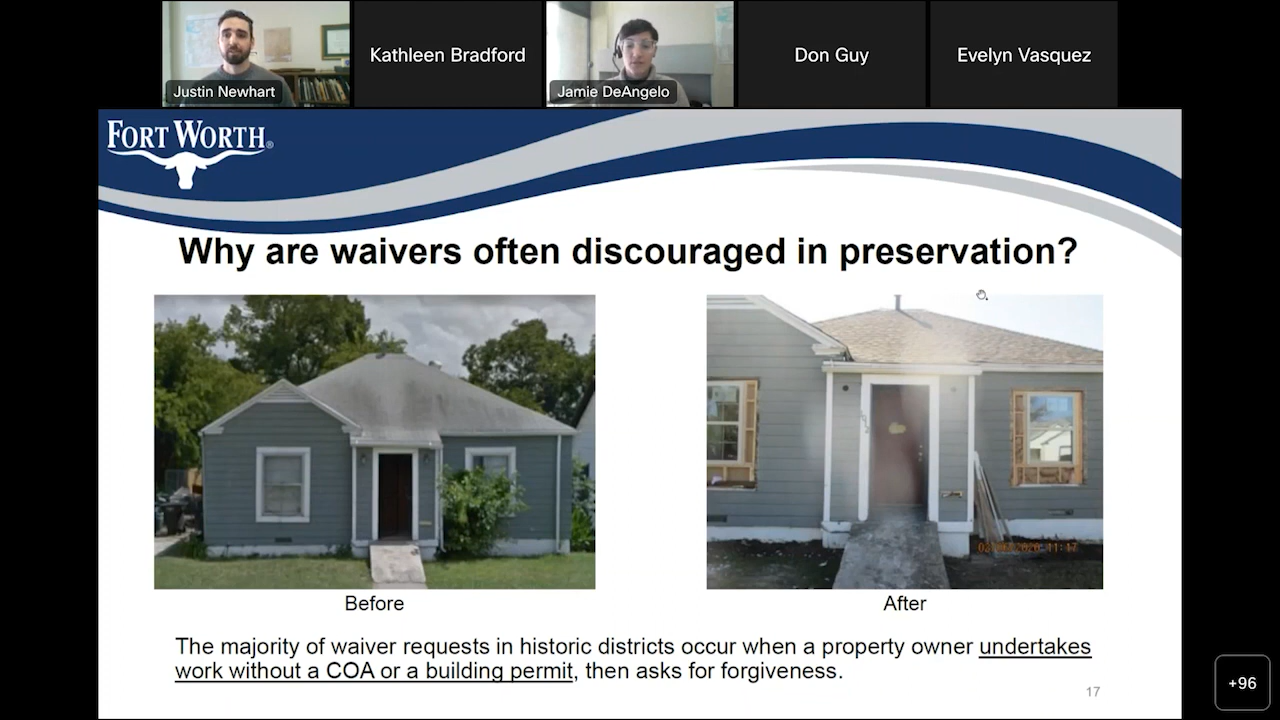 Justin Newhart
Kathleen Bradford
Jamie DeAngelo
Don Guy
Evelyn Vasquez
FORT WORTH®
Why are waivers often discouraged in preservation?
Before
After
The majority of waiver requests in historic districts occur when a property owner undertakes
work without a COA or a building permit, then asks for forgiveness.
17
+96